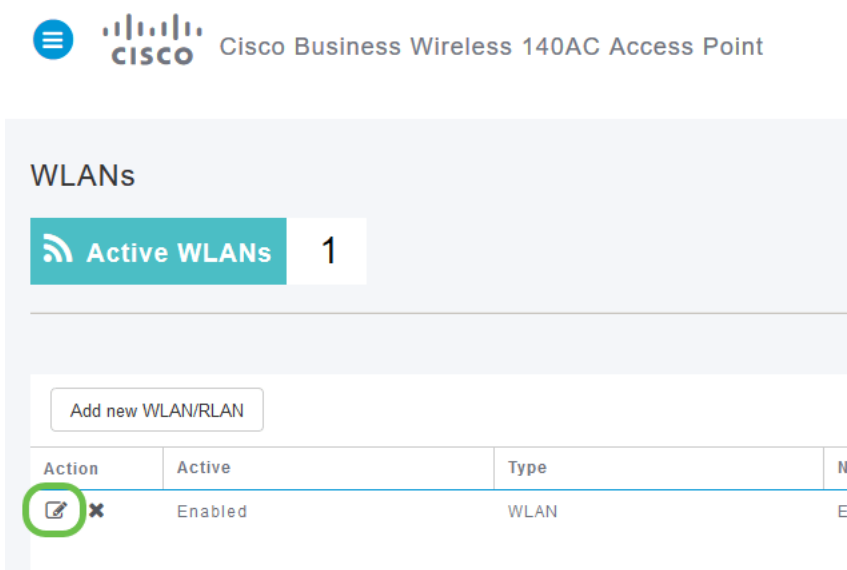 CISCO Cisco Business Wireless 140AC Access Point
WLANs
Active WLANs 1
Add new WLAN/RLAN
Action Active Type N
Enabled WLAN E